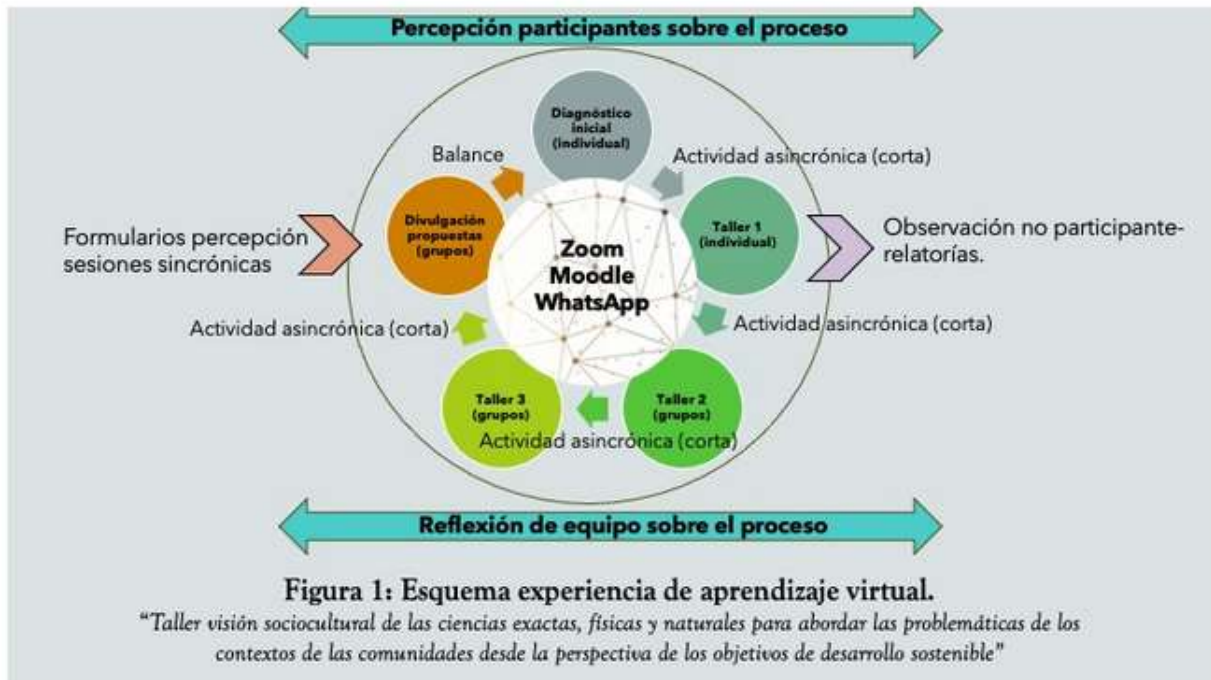 Percepción participantes sobre el proceso
Diagnóstico
inicial
(individual)
Balance
Actividad asincrónica (corta)
Divulgación
propuestas
(grupos)
Taller 1
(individual)
Formularios percepción
sesiones sincrónicas
Zoom
Moodle
WhatsApp
Observación no participante-
relatorías.
Actividad asincrónica (corta)
Actividad asincrónica (corta)
Taller 3
(grupos)
Taller 2
(grupos)
Actividad asincrónica (corta)
Reflexión de equipo sobre el proceso
Figura 1: Esquema experiencia de aprendizaje virtual.
“Taller visión sociocultural de las ciencias exactas, físicas y naturales para abordar las problemáticas de los
contextos de las comunidades desde la perspectiva de los objetivos de desarrollo sostenible”